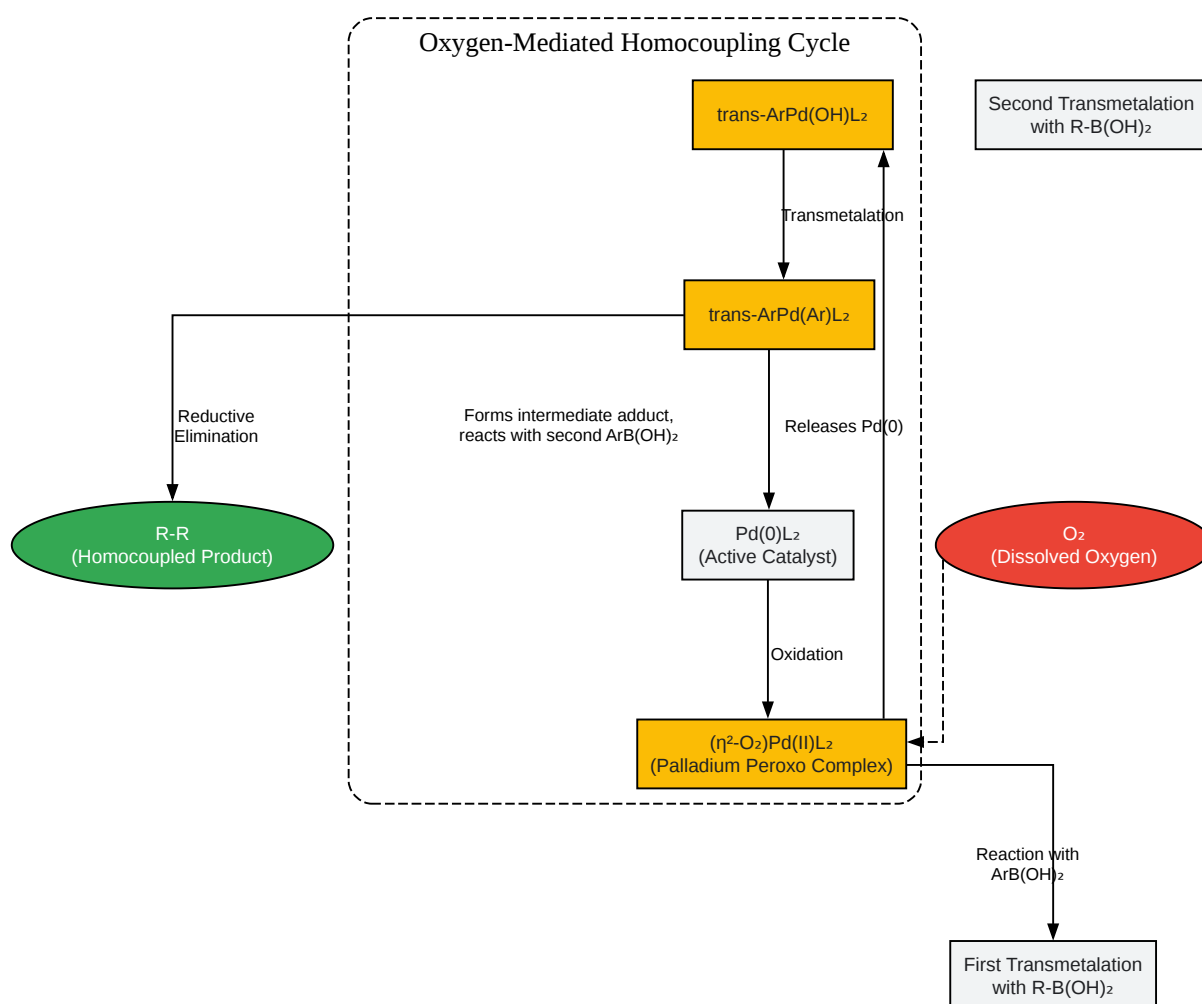 Oxygen-Mediated Homocoupling Cycle
trans-ArPd(OH)L₂
Second Transmetalation
with R-B(OH)₂
Transmetalation
trans-ArPd(Ar)L₂
Reductive
Elimination
Forms intermediate adduct,
reacts with second ArB(OH)₂
Releases Pd(0)
R-R
(Homocoupled Product)
Pd(0)L₂
(Active Catalyst)
O₂
(Dissolved Oxygen)
Oxidation
(η²-O₂)Pd(II)L₂
(Palladium Peroxo Complex)
Reaction with
ArB(OH)₂
First Transmetalation
with R-B(OH)₂